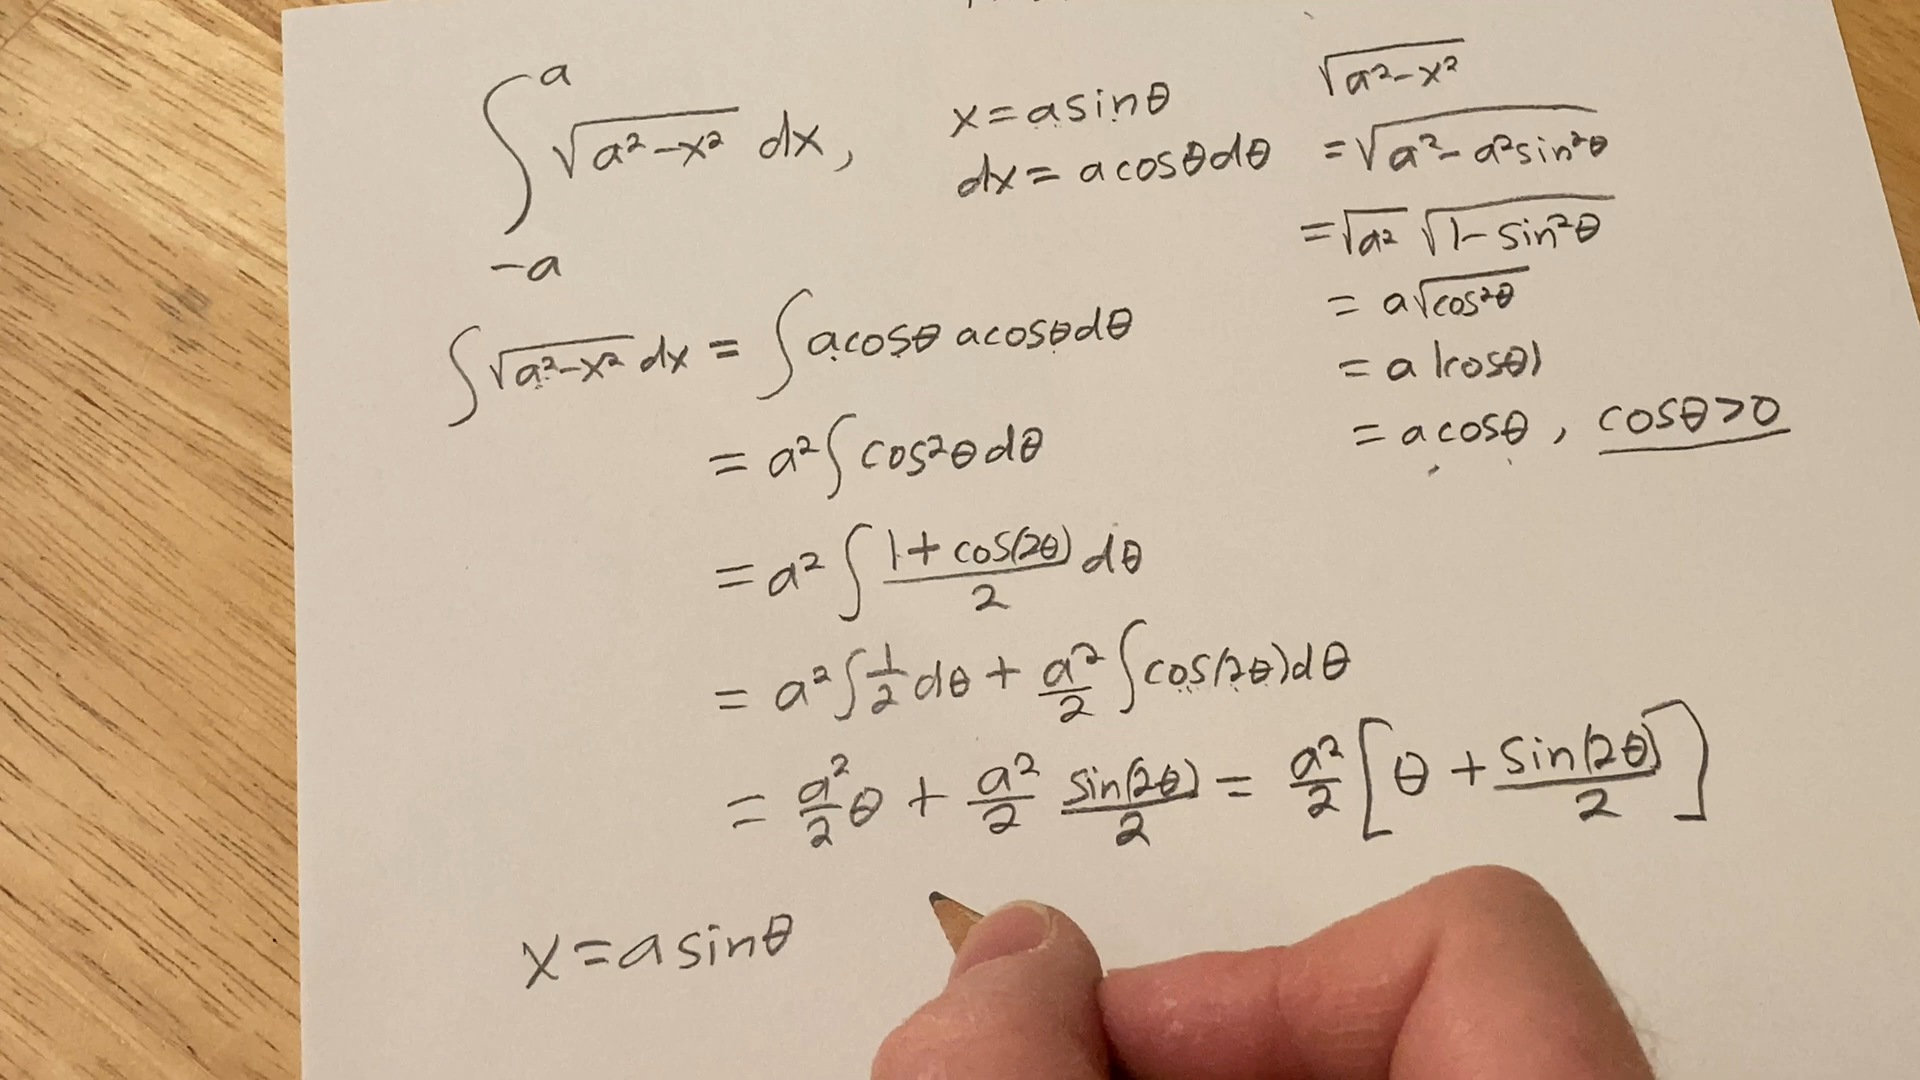 ∫_{-a}^{a} √(a²-x²) dx,
x = a sinθ
dx = a cosθ dθ
√(a²-x²)
= √(a²-a²sin²θ)
= √a² √(1-sin²θ)
= a√(cos²θ)
= a |cosθ|
= a cosθ, cosθ>0
∫ √(a²-x²) dx = ∫ a cosθ a cosθ dθ
= a² ∫ cos²θ dθ
= a² ∫ (1+cos(2θ))/2 dθ
= a² ∫ 1/2 dθ + a²/2 ∫ cos(2θ) dθ
= a²/2 θ + a²/2 sin(2θ)/2 = a²/2 [θ + sin(2θ)/2]
x = a sinθ